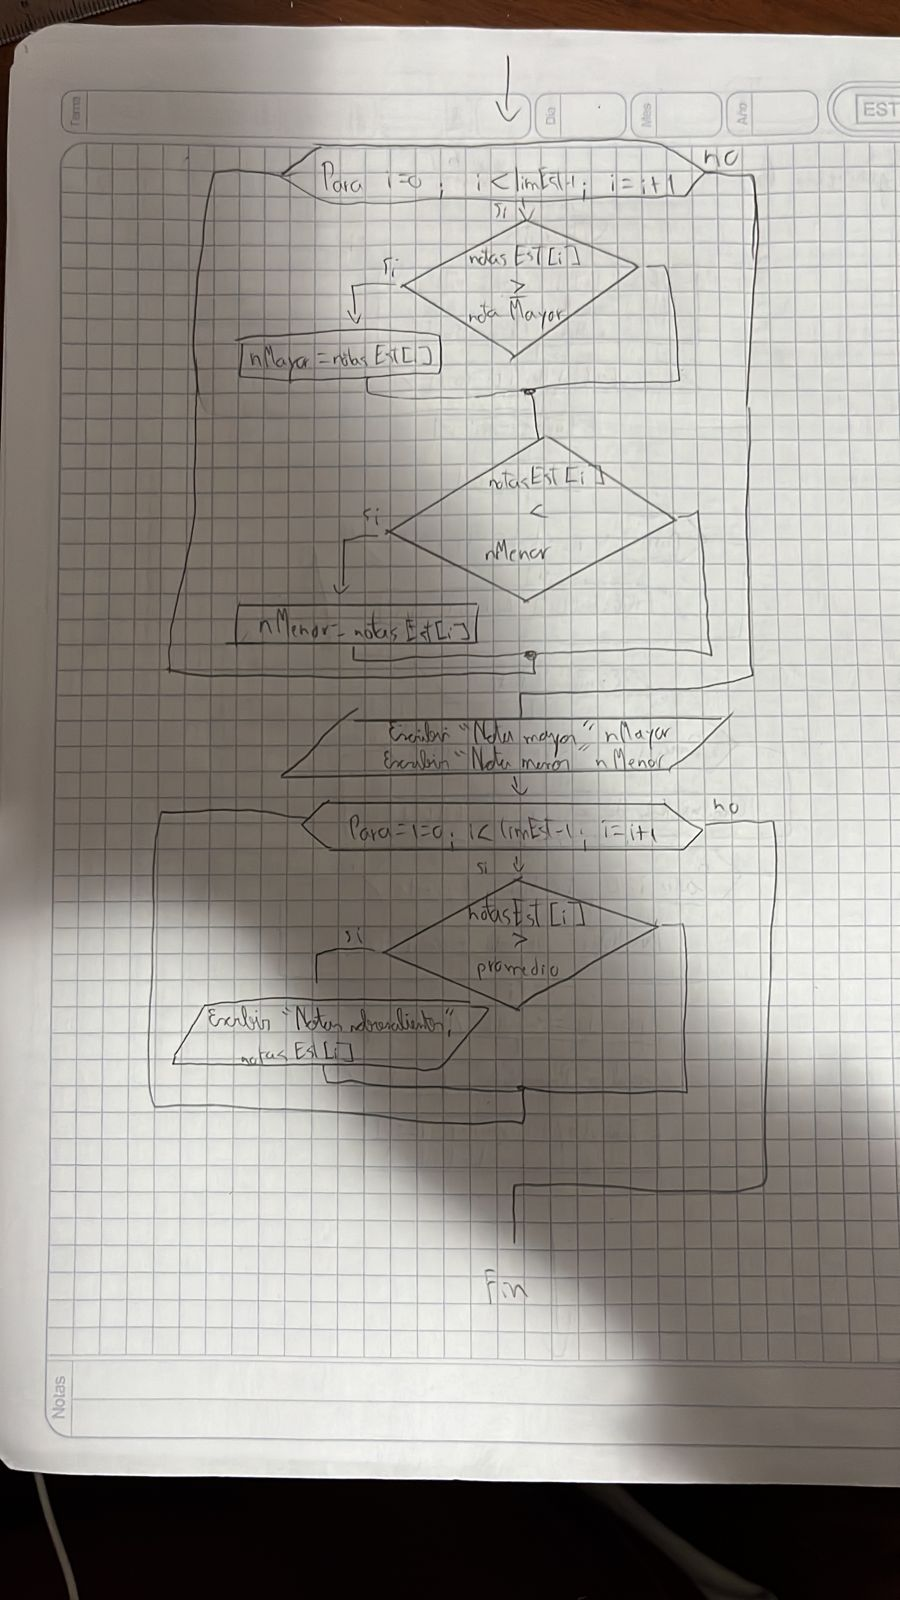 Tema
Día
Mes
Año
EST
Para i=0 ; i < limEst-1 ; i = i+1
no
si
notas Est [i]
>
nota Mayor
si
nMayor = notas Est [i]
notas Est [i]
<
nMenor
si
nMenor = notas Est [i]
Escribir "Nota mayor" nMayor
Escribir "Nota menor" nMenor
Para = i=0 ; i < limEst-1 ; i = i+1
no
si
notas Est [i]
>
promedio
si
Escribir "Notas sobresalientes",
notas Est [i]
Fin
Notas